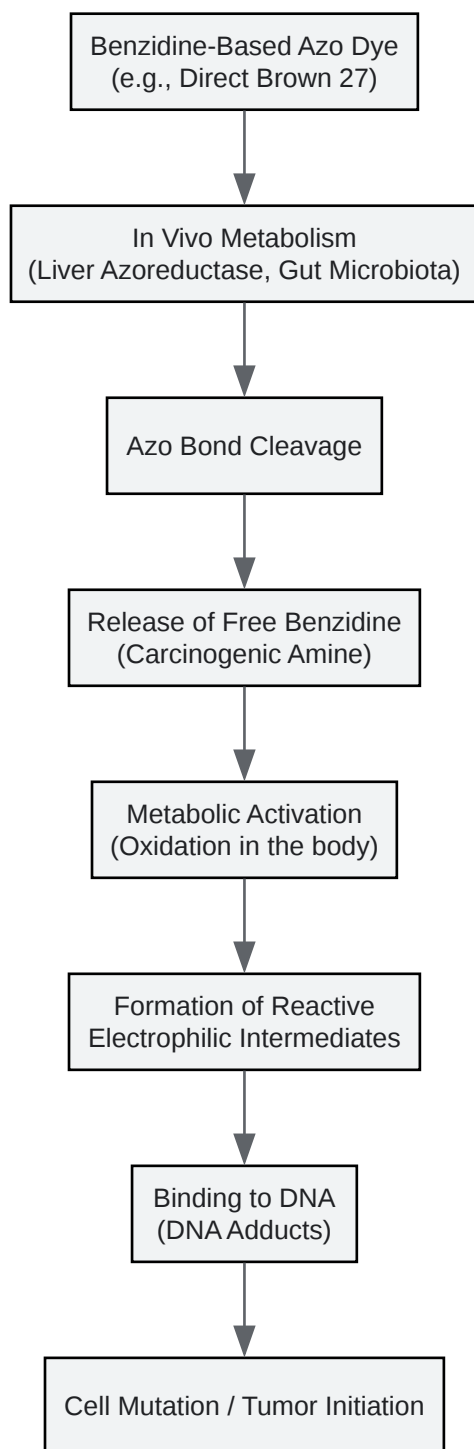 Benzidine-Based Azo Dye
(e.g., Direct Brown 27)
In Vivo Metabolism
(Liver Azoreductase, Gut Microbiota)
Azo Bond Cleavage
Release of Free Benzidine
(Carcinogenic Amine)
Metabolic Activation
(Oxidation in the body)
Formation of Reactive
Electrophilic Intermediates
Binding to DNA
(DNA Adducts)
Cell Mutation / Tumor Initiation